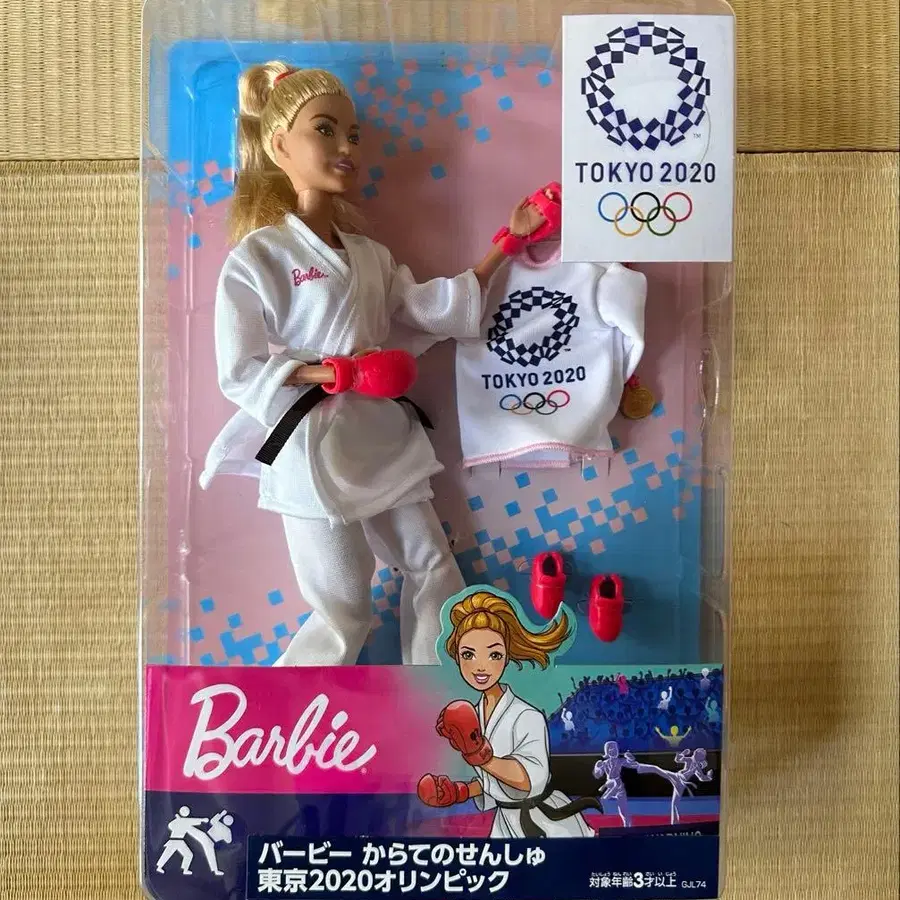 TOKYO 2020
Barbie
TOKYO 2020
Barbie
バービー からてのせんしゅ
東京2020オリンピック
対象年齢3才以上 GJL74